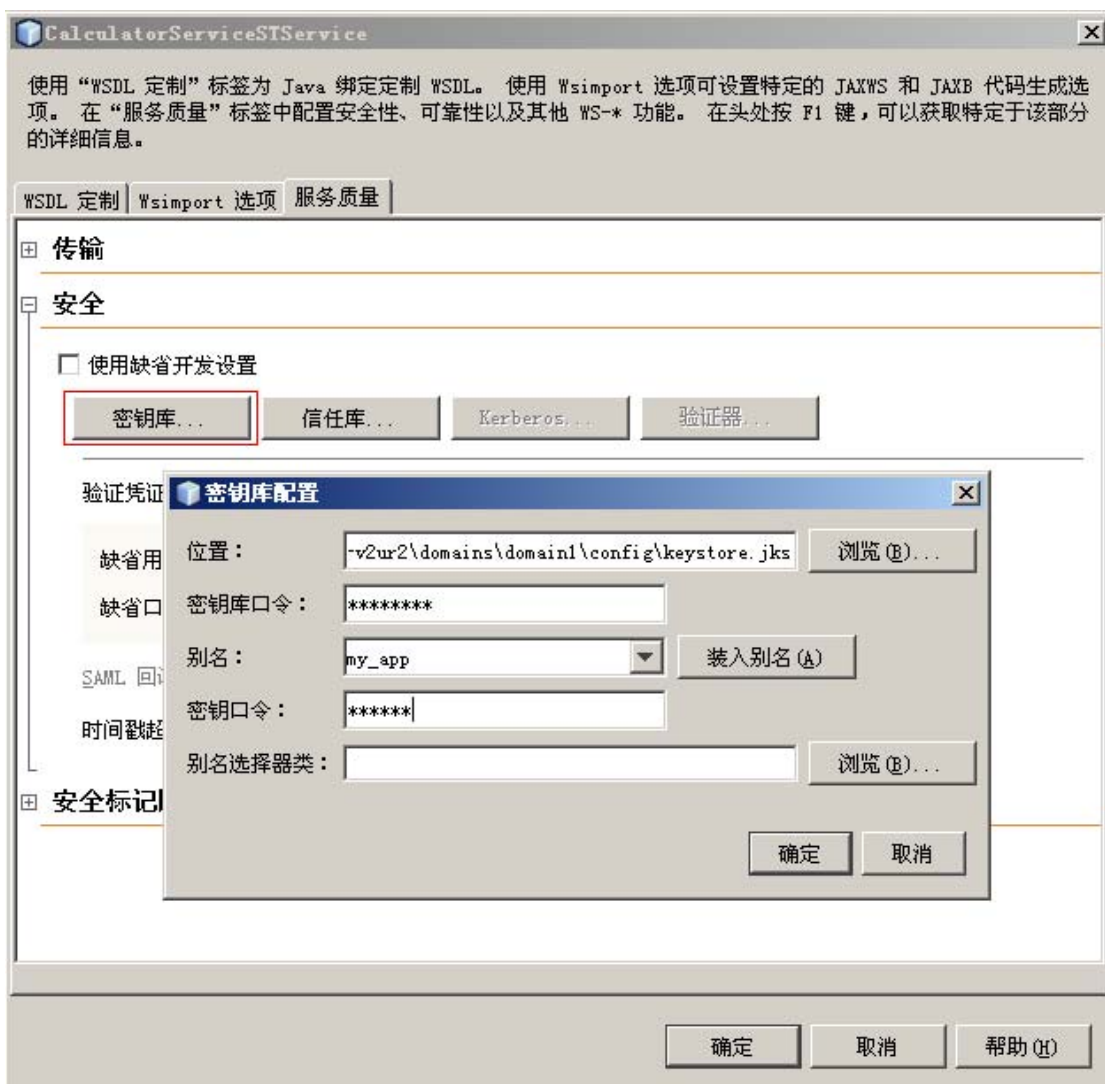 CalculatorServiceSTService
使用“WSDL 定制”标签为 Java 绑定定制 WSDL。 使用 Wsimport 选项可设置特定的 JAXWS 和 JAXB 代码生成选
项。 在“服务质量”标签中配置安全性、可靠性以及其他 WS-* 功能。 在头处按 F1 键，可以获取特定于该部分
的详细信息。
WSDL 定制 Wsimport 选项 服务质量
传输
安全
使用缺省开发设置
密钥库... 信任库... Kerberos... 验证器...
验证凭证
密钥库配置
位置： -v2ur2\domains\domain1\config\keystore.jks 浏览(B)...
缺省用
密钥库口令： ********
缺省口
别名： my_app 装入别名(A)
SAML 回
密钥口令： ******
时间戳超
别名选择器类： 浏览(B)...
安全标记
确定 取消
确定 取消 帮助(H)